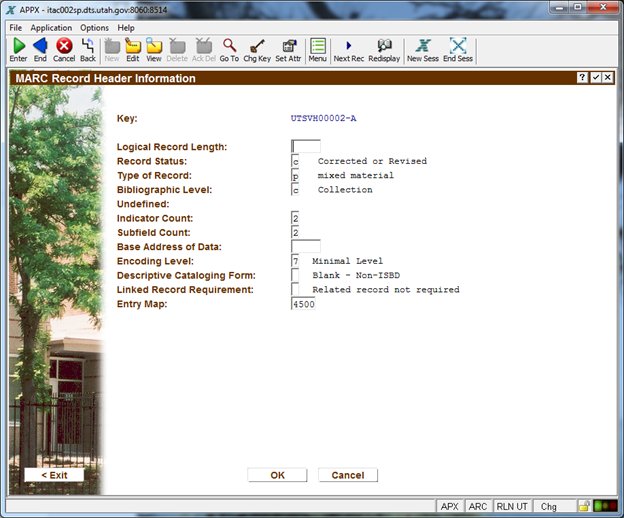 APPX - itac002sp.dts.utah.gov:8060:8514
File Application Options Help
Enter End Cancel Back New Edit View Delete Ack Del Go To Chg Key Set Attr Menu Next Rec Redisplay New Sess End Sess
MARC Record Header Information
Key: UTSVH00002-A
Logical Record Length:
Record Status: c Corrected or Revised
Type of Record: p mixed material
Bibliographic Level: c Collection
Undefined:
Indicator Count: 2
Subfield Count: 2
Base Address of Data:
Encoding Level: 7 Minimal Level
Descriptive Cataloging Form: Blank - Non-ISBD
Linked Record Requirement: Related record not required
Entry Map: 4500
< Exit OK Cancel
APX ARC RLN UT Chg